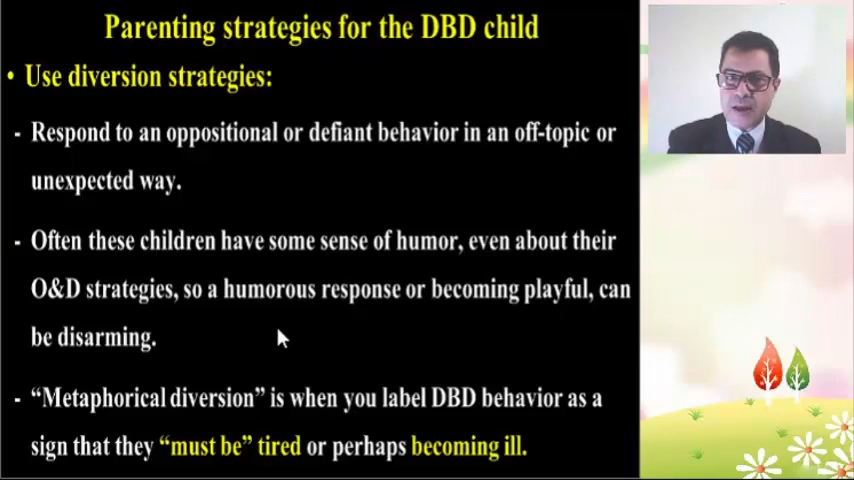 Parenting strategies for the DBD child
• Use diversion strategies:
- Respond to an oppositional or defiant behavior in an off-topic or
unexpected way.
- Often these children have some sense of humor, even about their
O&D strategies, so a humorous response or becoming playful, can
be disarming.
- “Metaphorical diversion” is when you label DBD behavior as a
sign that they “must be” tired or perhaps becoming ill.